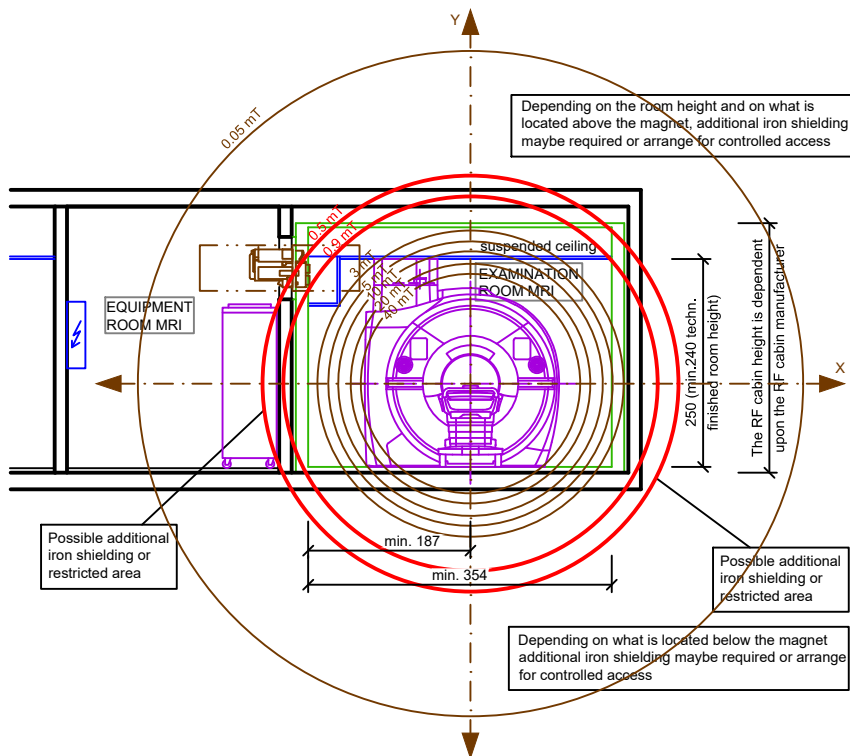 Y
0.05 mT
Depending on the room height and on what is
located above the magnet, additional iron shielding
maybe required or arrange for controlled access
0.5 mT
0.9 mT
suspended ceiling
3 mT
5 mT
10 mT
20 mT
40 mT
EXAMINATION
ROOM MRI
EQUIPMENT
ROOM MRI
X
250 (min.240 techn.
finished room height)
The RF cabin height is dependent
upon the RF cabin manufacturer
Possible additional
iron shielding or
restricted area
min. 187
min. 354
Possible additional
iron shielding or
restricted area
Depending on what is located below the magnet
additional iron shielding maybe required or arrange
for controlled access